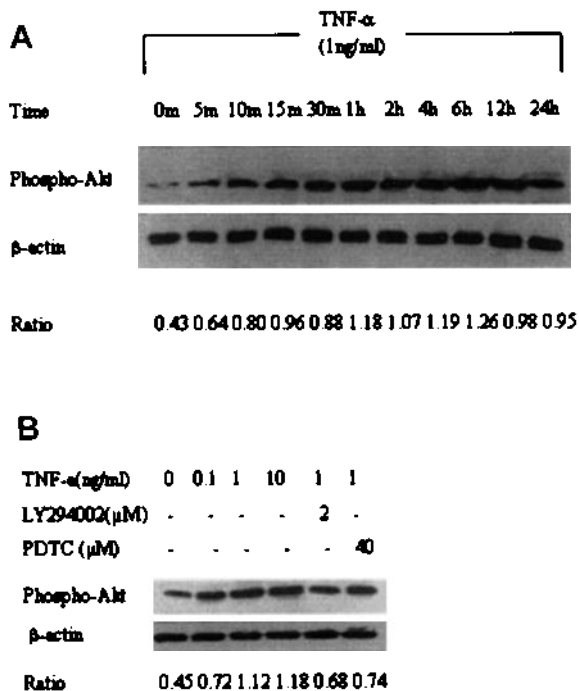 A
TNF-α
(1ng/ml)
Time 0m 5m 10m 15m 30m 1h 2h 4h 6h 12h 24h
Phospho-Akt
β-actin
Ratio 0.43 0.64 0.80 0.96 0.88 1.18 1.07 1.19 1.26 0.98 0.95
B
TNF-α(ng/ml) 0 0.1 1 10 1 1
LY294002(μM) - - - - 2 -
PDTC (μM) - - - - - 40
Phospho-Akt
β-actin
Ratio 0.45 0.72 1.12 1.18 0.68 0.74